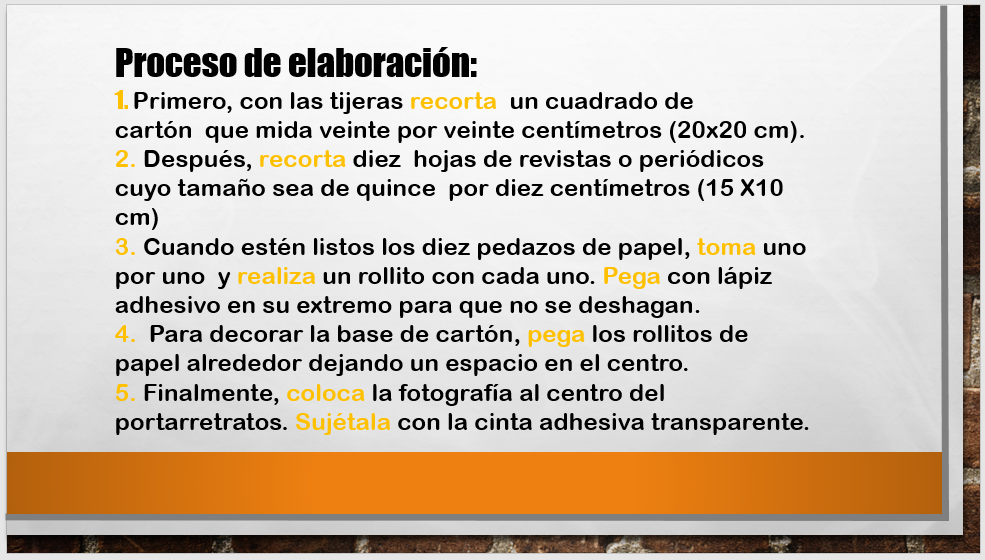 Proceso de elaboración:
1. Primero, con las tijeras recorta un cuadrado de
cartón que mida veinte por veinte centímetros (20x20 cm).
2. Después, recorta diez hojas de revistas o periódicos
cuyo tamaño sea de quince por diez centímetros (15 X10
cm)
3. Cuando estén listos los diez pedazos de papel, toma uno
por uno y realiza un rollito con cada uno. Pega con lápiz
adhesivo en su extremo para que no se deshagan.
4. Para decorar la base de cartón, pega los rollitos de
papel alrededor dejando un espacio en el centro.
5. Finalmente, coloca la fotografía al centro del
portarretratos. Sujétala con la cinta adhesiva transparente.